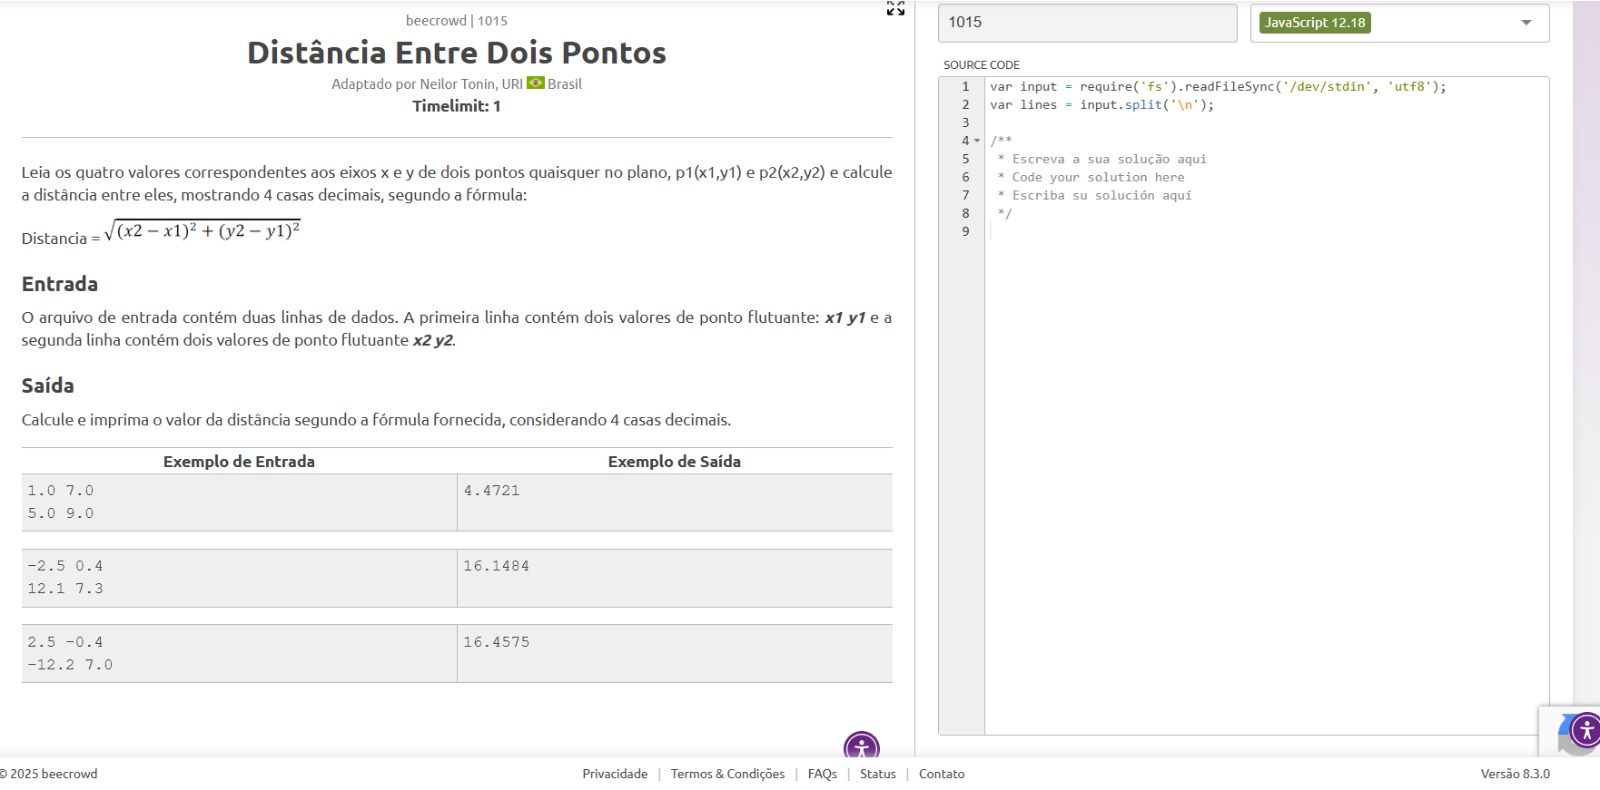 beecrowd | 1015
Distância Entre Dois Pontos
Adaptado por Neilor Tonin, URI Brasil
Timelimit: 1
Leia os quatro valores correspondentes aos eixos x e y de dois pontos quaisquer no plano, p1(x1,y1) e p2(x2,y2) e calcule
a distância entre eles, mostrando 4 casas decimais, segundo a fórmula:
Distancia = √(x2 − x1)² + (y2 − y1)²
Entrada
O arquivo de entrada contém duas linhas de dados. A primeira linha contém dois valores de ponto flutuante: x1 y1 e a
segunda linha contém dois valores de ponto flutuante x2 y2.
Saída
Calcule e imprima o valor da distância segundo a fórmula fornecida, considerando 4 casas decimais.
Exemplo de Entrada Exemplo de Saída
1.0 7.0 4.4721
5.0 9.0
-2.5 0.4 16.1484
12.1 7.3
2.5 -0.4 16.4575
-12.2 7.0
1015 JavaScript 12.18
SOURCE CODE
1 var input = require('fs').readFileSync('/dev/stdin', 'utf8');
2 var lines = input.split('\n');
3
4 /**
5 * Escreva a sua solução aqui
6 * Code your solution here
7 * Escriba su solución aquí
8 */
9
© 2025 beecrowd Privacidade | Termos & Condições | FAQs | Status | Contato Versão 8.3.0